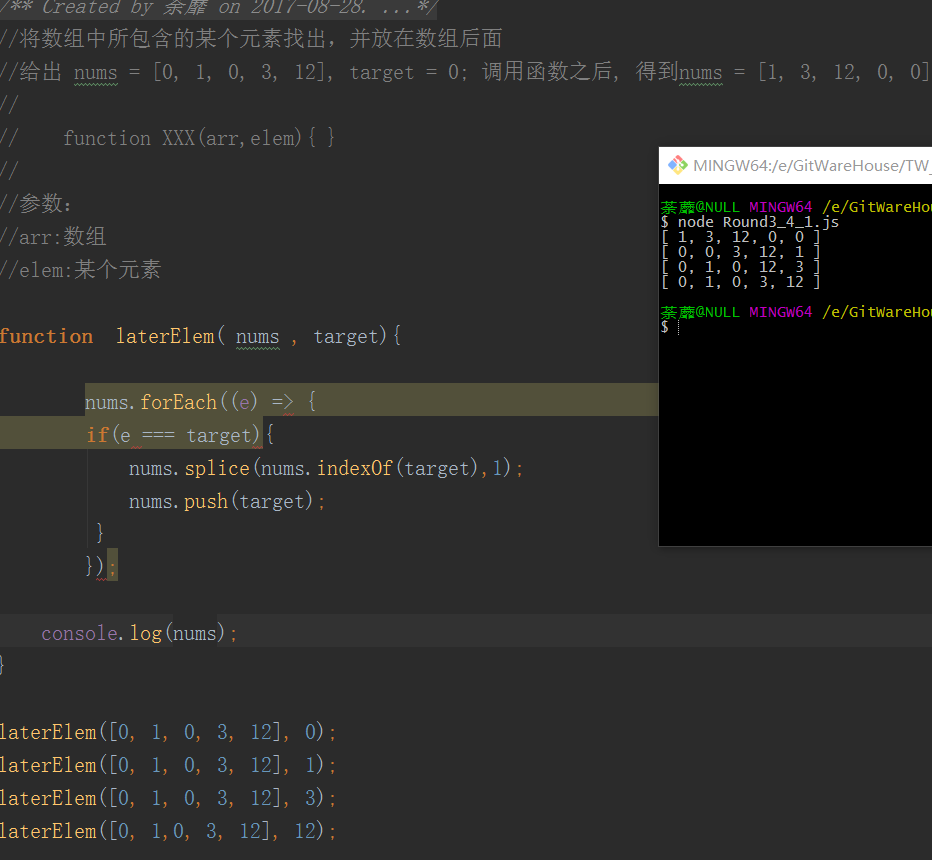 /** Created by 荼蘼 on 2017-08-28. ...*/
//将数组中所包含的某个元素找出，并放在数组后面
//给出 nums = [0, 1, 0, 3, 12], target = 0; 调用函数之后, 得到nums = [1, 3, 12, 0, 0]
//
// function XXX(arr,elem){ }
//
//参数:
//arr:数组
//elem:某个元素
function laterElem( nums , target){
nums.forEach((e) => {
if(e === target){
nums.splice(nums.indexOf(target),1);
nums.push(target);
}
});
console.log(nums);
}
laterElem([0, 1, 0, 3, 12], 0);
laterElem([0, 1, 0, 3, 12], 1);
laterElem([0, 1, 0, 3, 12], 3);
laterElem([0, 1,0, 3, 12], 12);
MINGW64:/e/GitWareHouse/TW_
荼蘼@NULL MINGW64 /e/GitWareHou
$ node Round3_4_1.js
[ 1, 3, 12, 0, 0 ]
[ 0, 0, 3, 12, 1 ]
[ 0, 1, 0, 12, 3 ]
[ 0, 1, 0, 3, 12 ]
荼蘼@NULL MINGW64 /e/GitWareHou
$